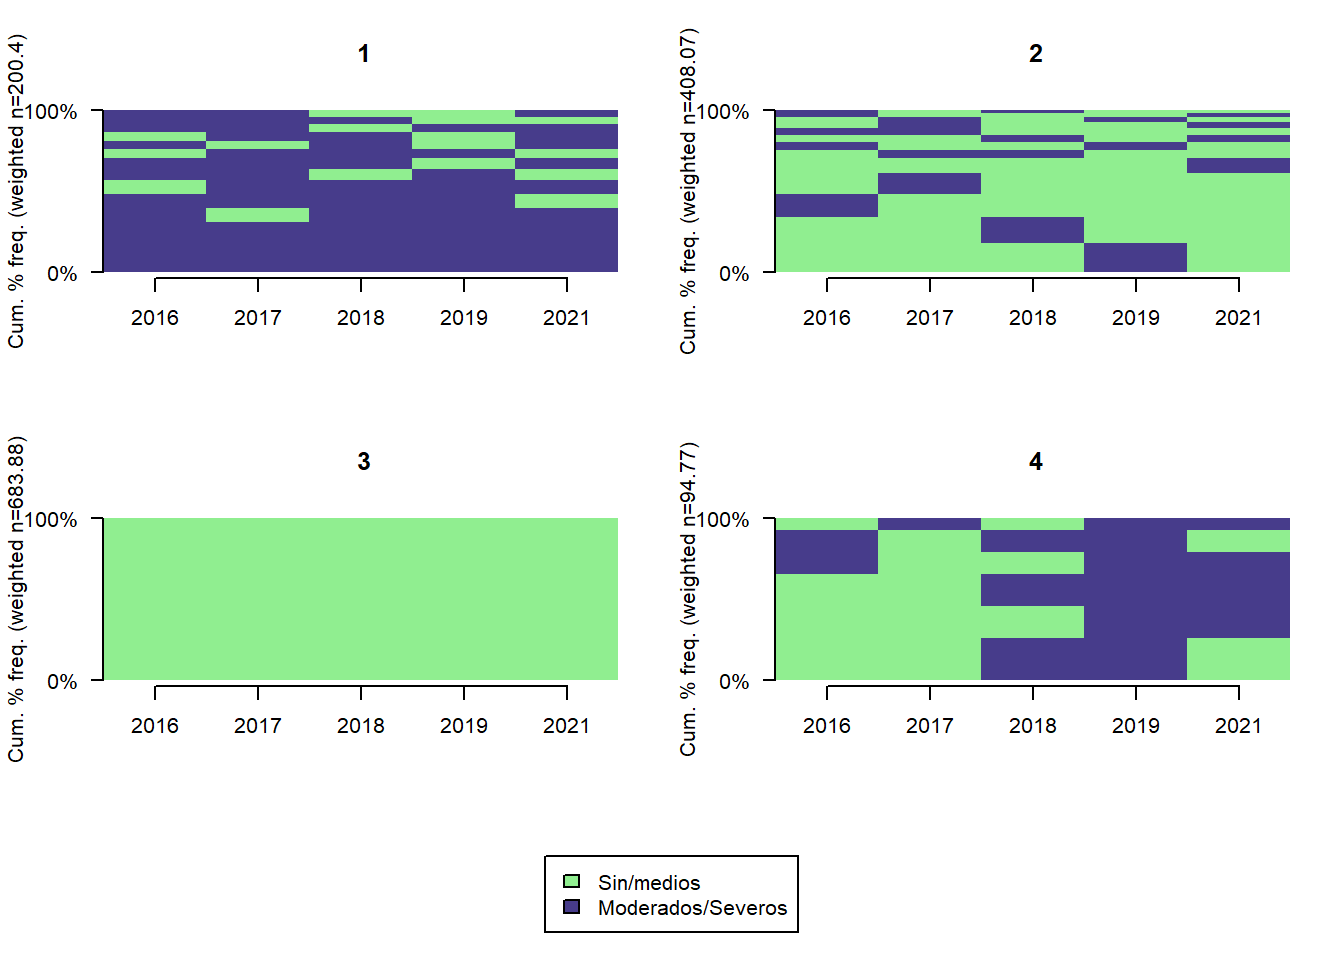 1
Cum. % freq. (weighted n=200.4)
100%
0%
2016 2017 2018 2019 2021
2
Cum. % freq. (weighted n=408.07)
100%
0%
2016 2017 2018 2019 2021
3
Cum. % freq. (weighted n=683.88)
100%
0%
2016 2017 2018 2019 2021
4
Cum. % freq. (weighted n=94.77)
100%
0%
2016 2017 2018 2019 2021
Sin/medios
Moderados/Severos